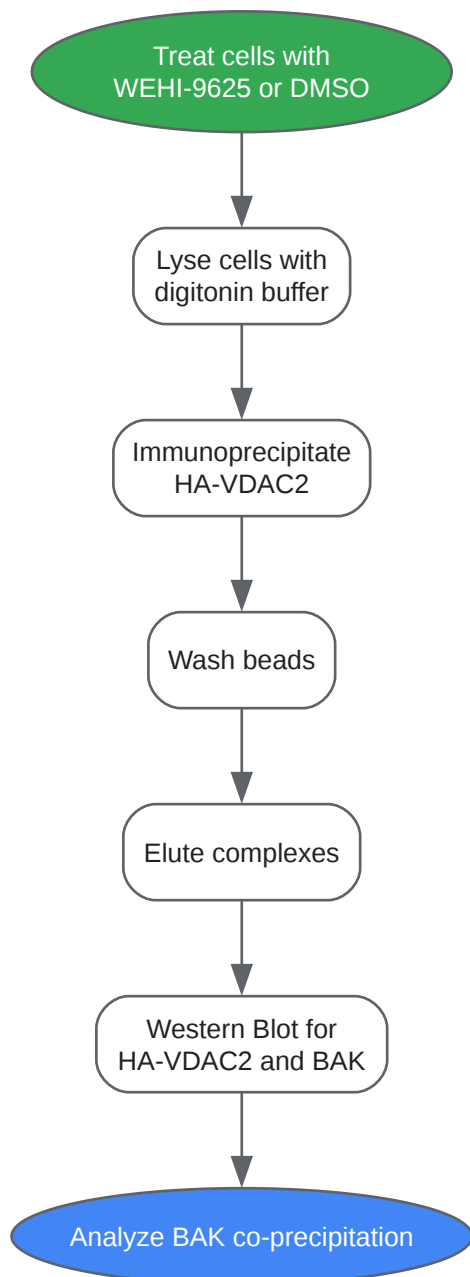 Treat cells with
WEHI-9625 or DMSO
Lyse cells with
digitonin buffer
Immunoprecipitate
HA-VDAC2
Wash beads
Elute complexes
Western Blot for
HA-VDAC2 and BAK
Analyze BAK co-precipitation